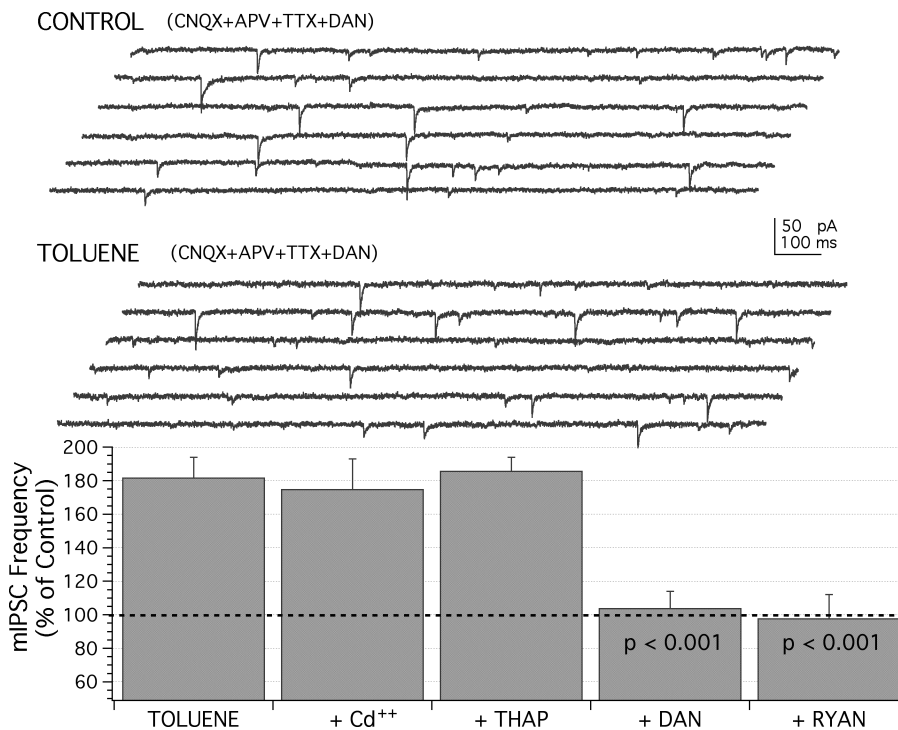 CONTROL (CNQX+APV+TTX+DAN)
50 pA
100 ms
TOLUENE (CNQX+APV+TTX+DAN)
mIPSC Frequency
(% of Control)
200
180
160
140
120
100
80
60
p < 0.001 p < 0.001
TOLUENE + Cd++ + THAP + DAN + RYAN